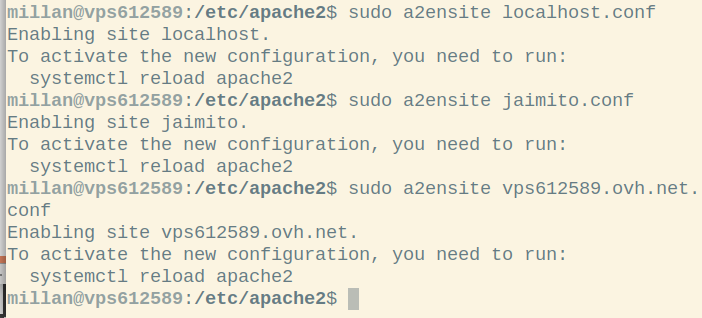 millan@vps612589:/etc/apache2$ sudo a2ensite localhost.conf
Enabling site localhost.
To activate the new configuration, you need to run:
  systemctl reload apache2
millan@vps612589:/etc/apache2$ sudo a2ensite jaimito.conf
Enabling site jaimito.
To activate the new configuration, you need to run:
  systemctl reload apache2
millan@vps612589:/etc/apache2$ sudo a2ensite vps612589.ovh.net.
conf
Enabling site vps612589.ovh.net.
To activate the new configuration, you need to run:
  systemctl reload apache2
millan@vps612589:/etc/apache2$